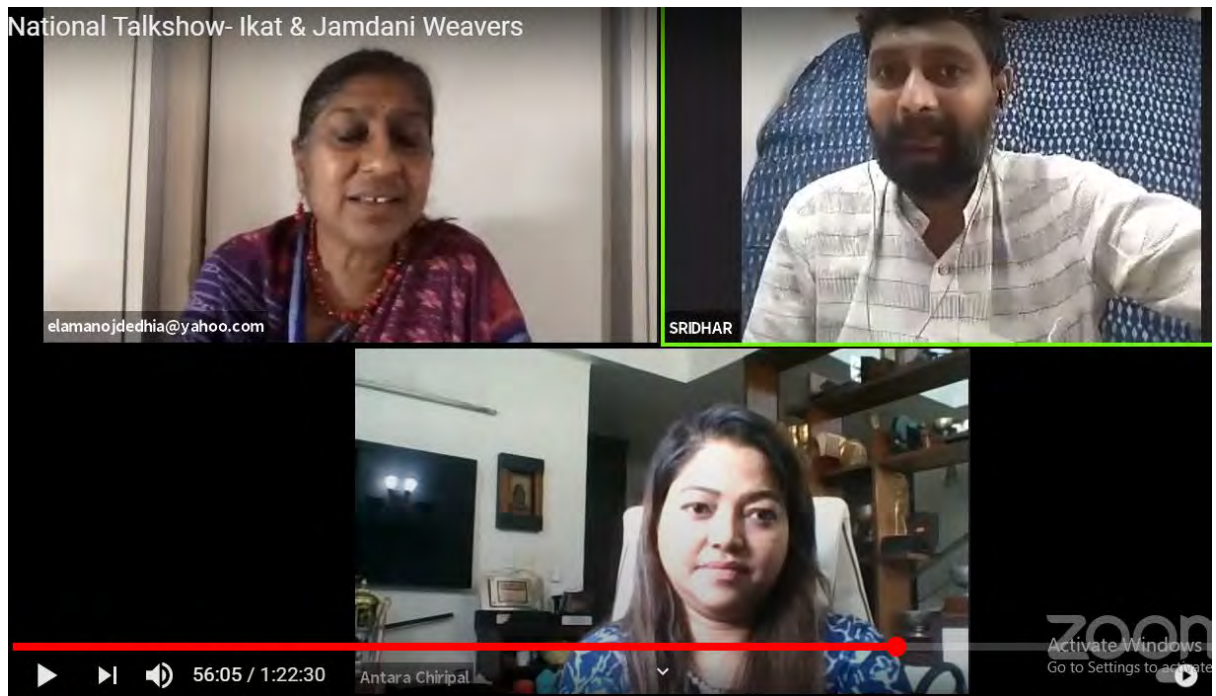 National Talkshow- Ikat & Jamdani Weavers
elamanojdedhia@yahoo.com
SRIDHAR
zoom
Activate Windows
Go to Settings to activate
56:05 / 1:22:30
Antara Chiripal